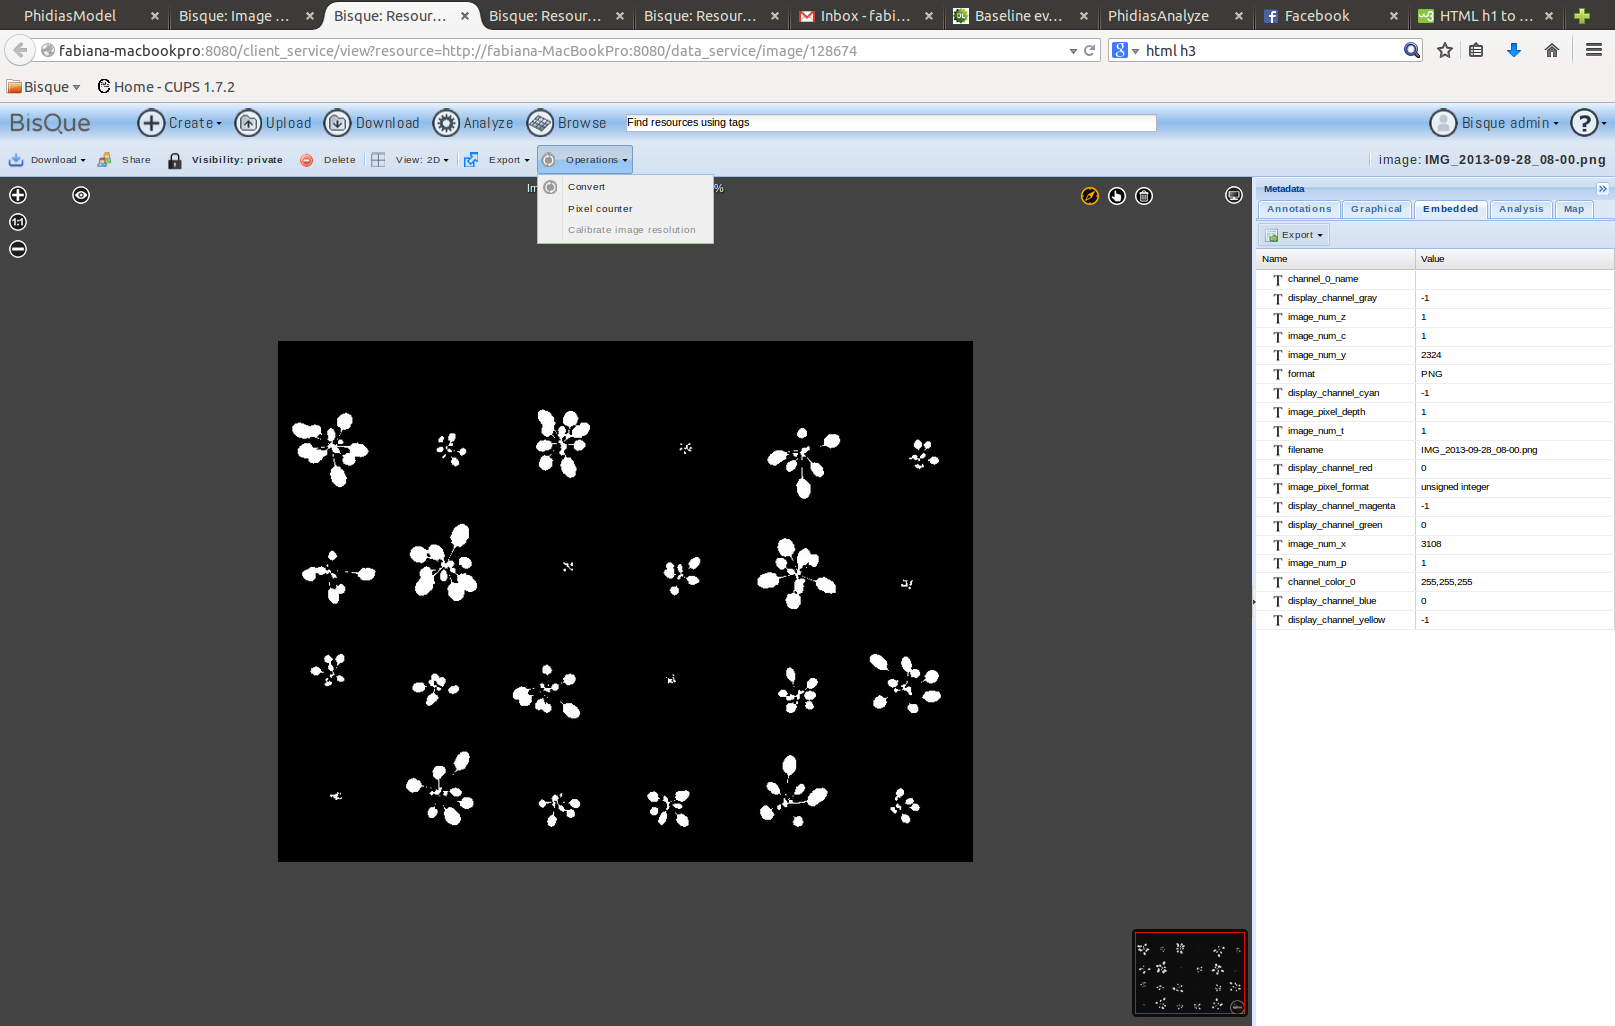 PhidiasModel × Bisque: Image ... × Bisque: Resour... × Bisque: Resour... × Bisque: Resour... × Inbox - fabi... × Baseline ev... × PhidiasAnalyze × Facebook × HTML h1 to ... ×
fabiana-macbookpro:8080/client_service/view?resource=http://fabiana-MacBookPro:8080/data_service/image/128674 html h3
Bisque Home - CUPS 1.7.2
BisQue Create Upload Download Analyze Browse Find resources using tags Bisque admin ?
Download Share Visibility: private Delete View: 2D Export Operations image: IMG_2013-09-28_08-00.png
Convert
Pixel counter
Calibrate image resolution
Im %
1:1
Metadata
Annotations Graphical Embedded Analysis Map
Export
Name Value
channel_0_name
display_channel_gray -1
image_num_z 1
image_num_c 1
image_num_y 2324
format PNG
display_channel_cyan -1
image_pixel_depth 1
image_num_t 1
filename IMG_2013-09-28_08-00.png
display_channel_red 0
image_pixel_format unsigned integer
display_channel_magenta -1
display_channel_green 0
image_num_x 3108
image_num_p 1
channel_color_0 255,255,255
display_channel_blue 0
display_channel_yellow -1